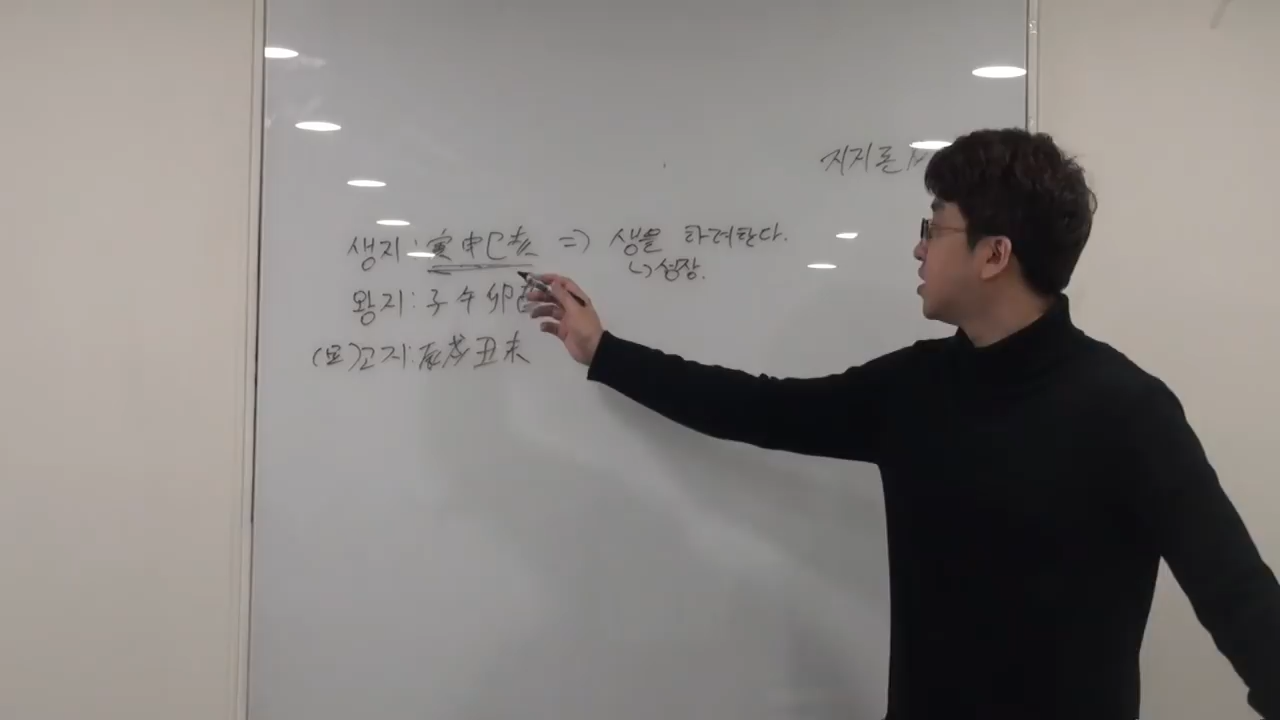 지지론
생지: 寅申巳亥 => 생을 하려한다.
↳ 성장.
왕지: 子午卯酉
(묘)고지: 辰戌丑未